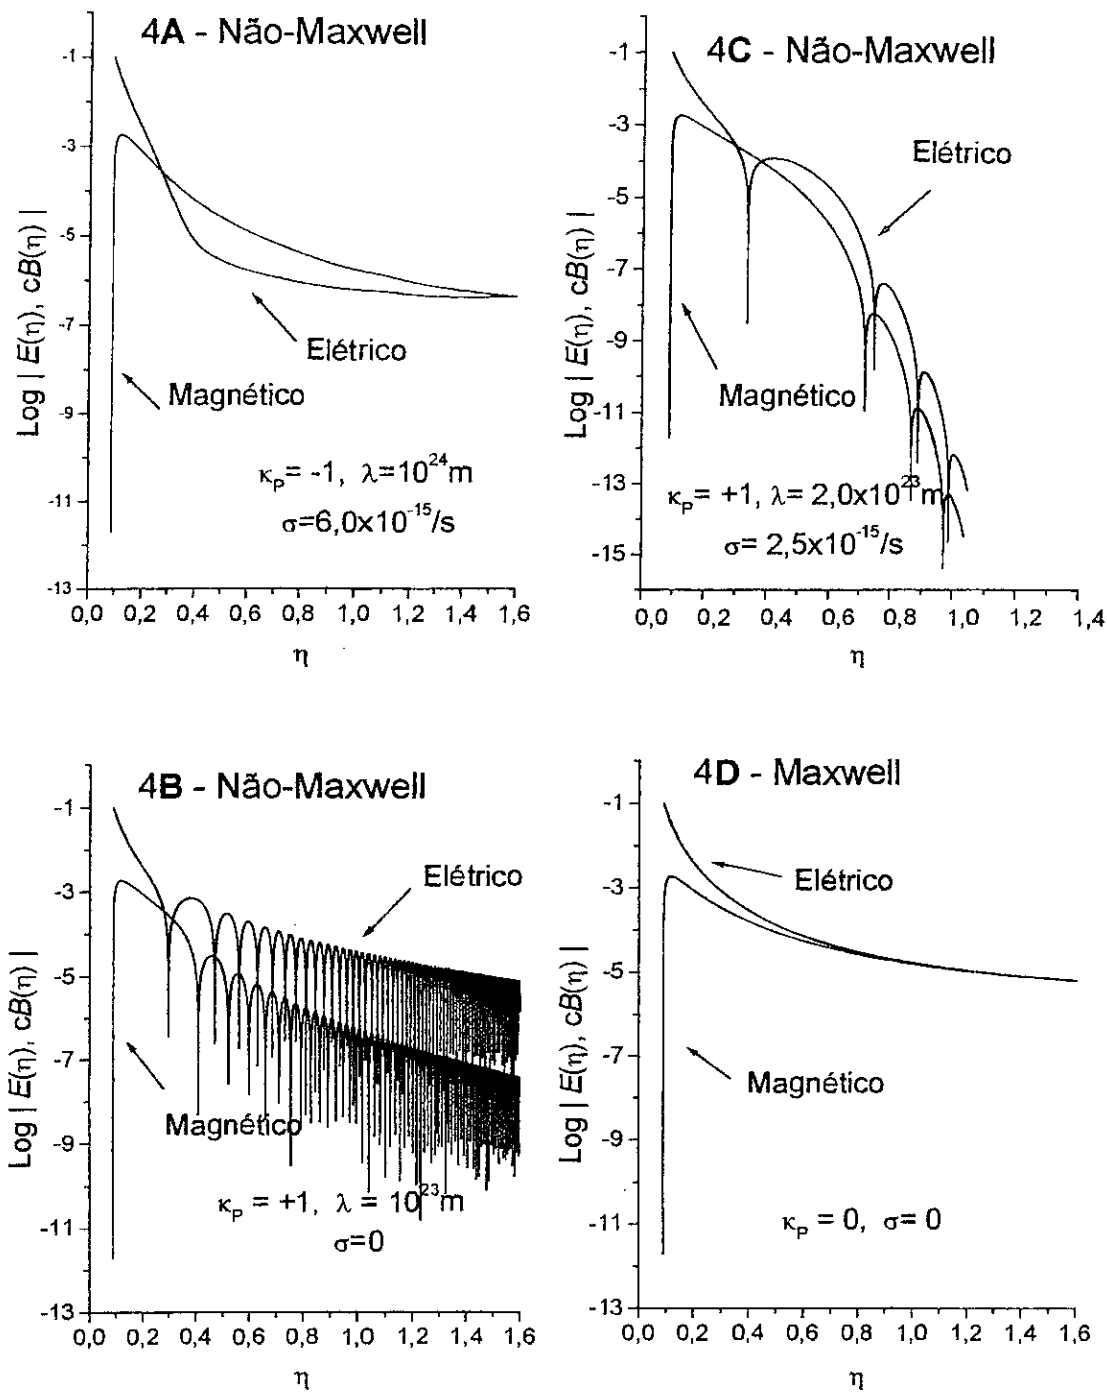 4A - Não-Maxwell
Log | E(η), cB(η) |
-1
-3
-5
-7
-9
-11
-13
Elétrico
Magnético
κP= -1, λ=10²⁴m
σ=6,0x10⁻¹⁵/s
0,0 0,2 0,4 0,6 0,8 1,0 1,2 1,4 1,6
η
4C - Não-Maxwell
Log | E(η), cB(η) |
-1
-3
-5
-7
-9
-11
-13
-15
Elétrico
Magnético
κP= +1, λ= 2,0x10²³m
σ= 2,5x10⁻¹⁵/s
0,0 0,2 0,4 0,6 0,8 1,0 1,2 1,4
η
4B - Não-Maxwell
Log | E(η), cB(η) |
-1
-3
-5
-7
-9
-11
-13
Elétrico
Magnético
κP = +1, λ = 10²³m
σ=0
0,0 0,2 0,4 0,6 0,8 1,0 1,2 1,4 1,6
η
4D - Maxwell
Log | E(η), cB(η) |
-1
-3
-5
-7
-9
-11
-13
Elétrico
Magnético
κP = 0, σ= 0
0,0 0,2 0,4 0,6 0,8 1,0 1,2 1,4 1,6
η